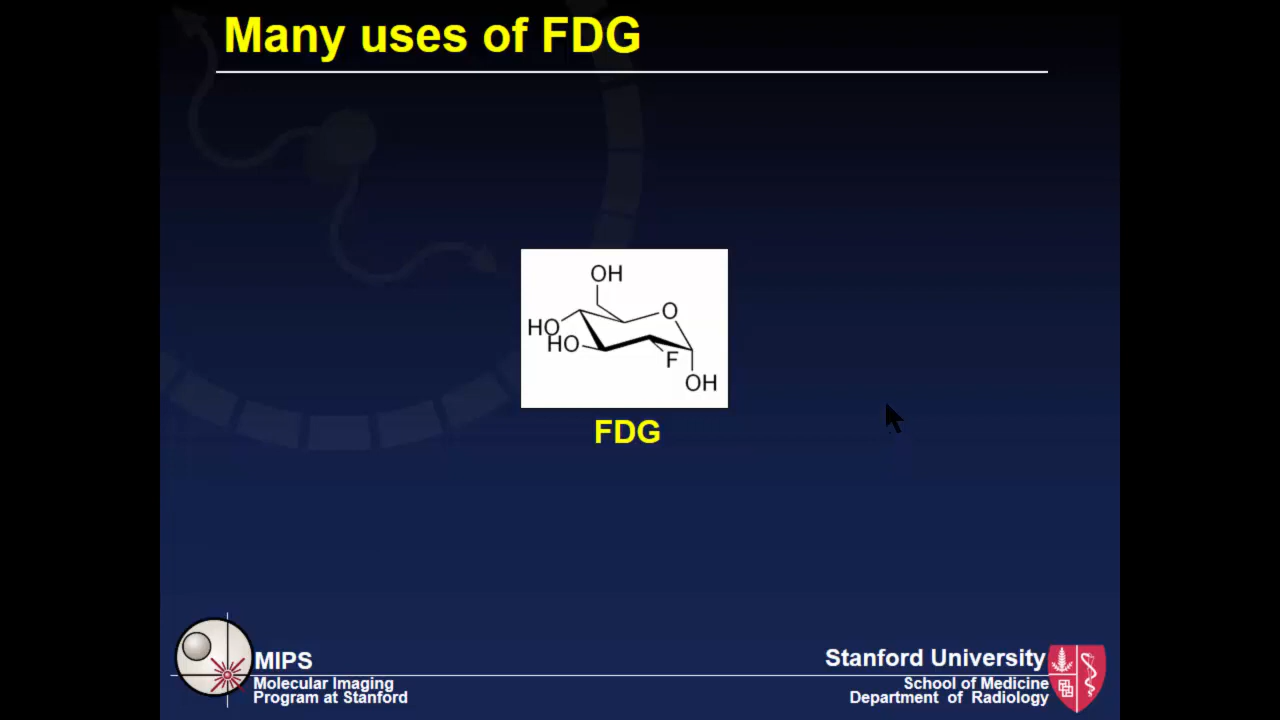 Many uses of FDG
OH
O
HO
HO
F
OH
FDG
MIPS
Molecular Imaging
Program at Stanford
Stanford University
School of Medicine
Department of Radiology